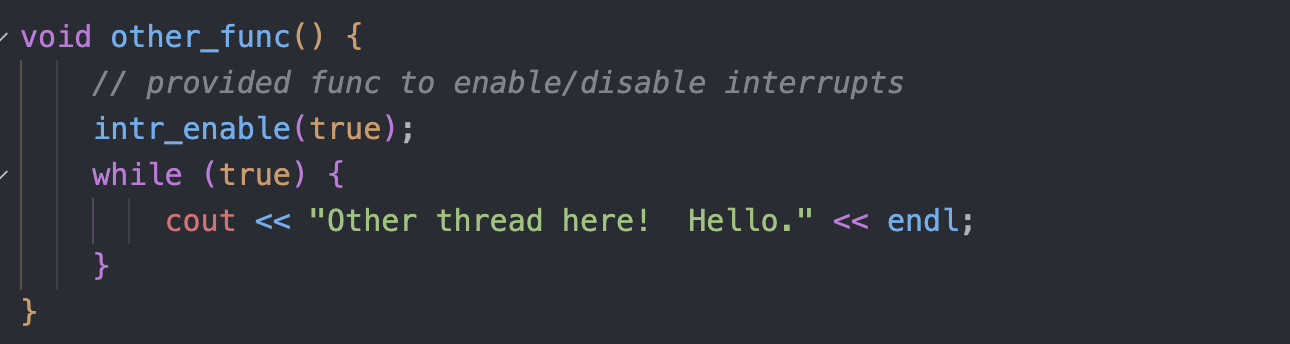 void other_func() {
// provided func to enable/disable interrupts
intr_enable(true);
while (true) {
cout << "Other thread here!  Hello." << endl;
}
}